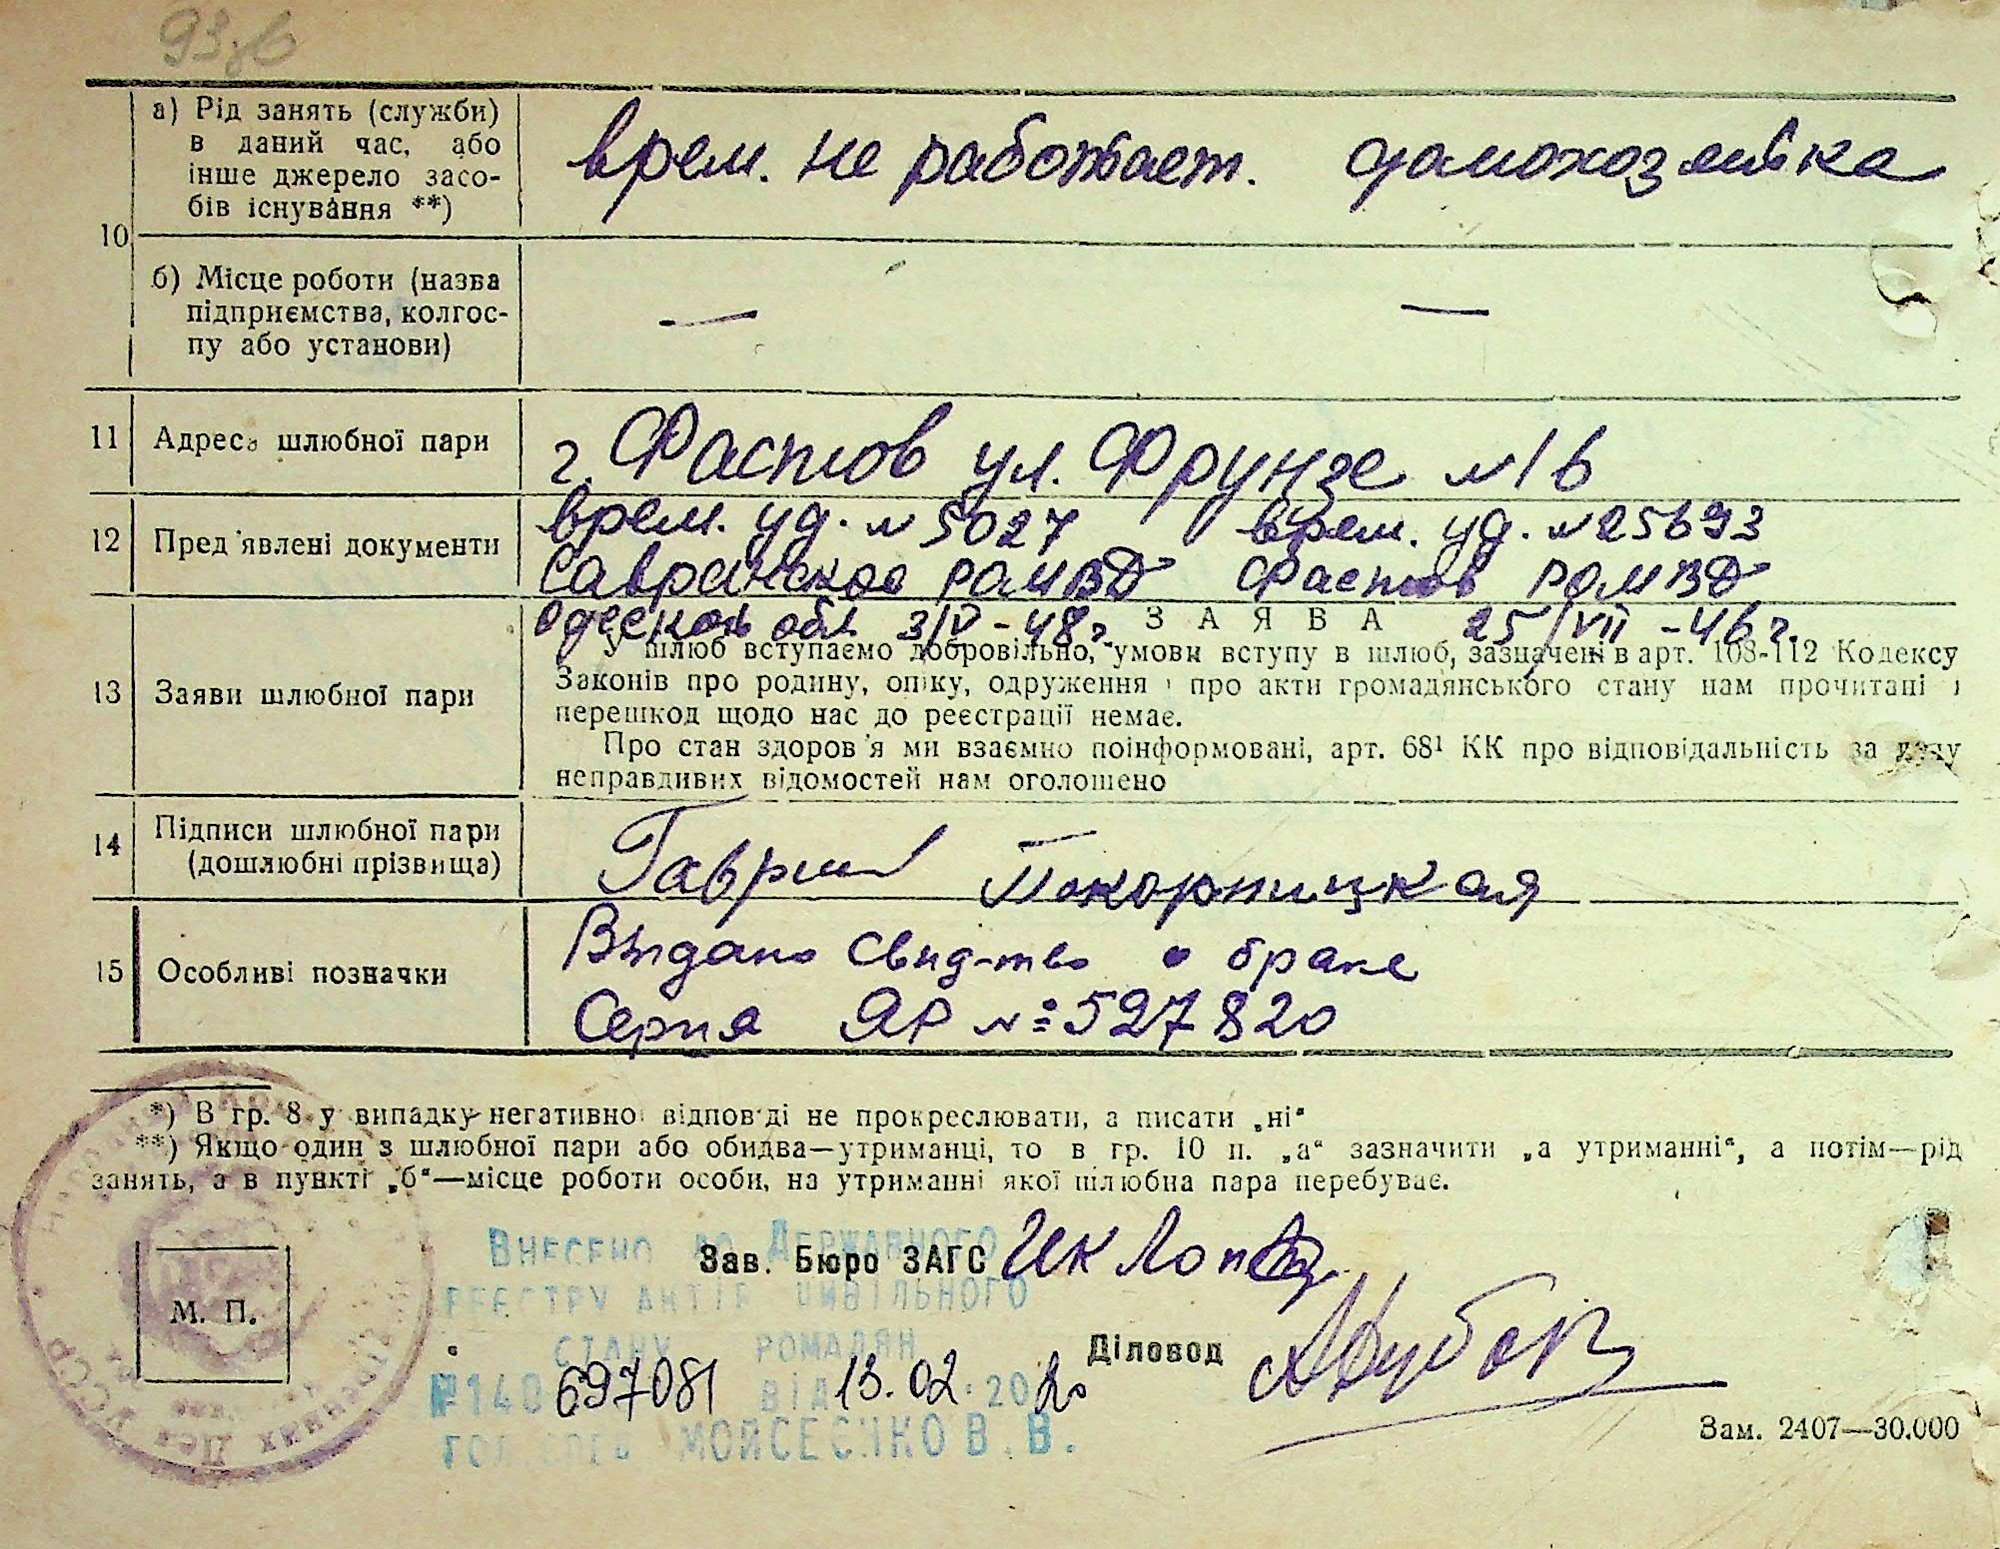 а) Рід занять (служби)
в даний час, або
інше джерело засо-
бів існування **)
врем. не работает. домохозяйка
10
б) Місце роботи (назва
підприємства, колгос-
пу або установи)
— —
11 Адреса шлюбної пари
г. Фастов ул. Фрунзе №16
12 Пред'явлені документи
врем. уд. №5027 врем. уд. №25693
Савранское РОМВД Фастов РОМВД
Одесской обл. 3/IV-48г. 25/VII-46г.
ЗАЯВА
13 Заяви шлюбної пари
У шлюб вступаємо добровільно, умови вступу в шлюб, зазначені в арт. 108-112 Кодексу
Законів про родину, опіку, одруження і про акти громадянського стану нам прочитані і
перешкод щодо нас до реєстрації немає.
Про стан здоров'я ми взаємно поінформовані, арт. 68¹ КК про відповідальність за дачу
неправдивих відомостей нам оголошено
14 Підписи шлюбної пари
(дошлюбні прізвища)
Покорницкая
15 Особливі позначки
Выдано свид-тво о браке
Серия ЯР №527820
*) В гр. 8 у випадку негативної відповіді не прокреслювати, а писати „ні“
**) Якщо один з шлюбної пари або обидва—утриманці, то в гр. 10 п. „а“ зазначити „а утриманні“, а потім—рід
занять, а в пункті „б“—місце роботи особи, на утриманні якої шлюбна пара перебуває.
Внесено до Державного
реєстру актів цивільного
стану громадян
№140 697081 від 13.02.2020
МОЙСЕЄНКО В. В.
Зав. Бюро ЗАГС
М. П.
Діловод
Зам. 2407—30.000